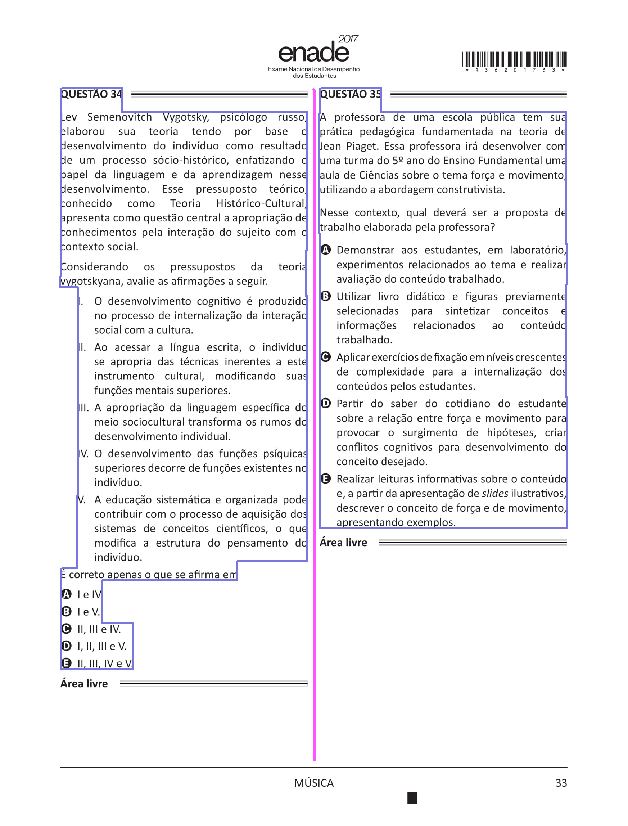 2017
enade
Exame Nacional de Desempenho
dos Estudantes
*R3620175 3*
QUESTÃO 34
Lev Semenovitch Vygotsky, psicólogo russo,
elaborou sua teoria tendo por base o
desenvolvimento do indivíduo como resultado
de um processo sócio-histórico, enfatizando o
papel da linguagem e da aprendizagem nesse
desenvolvimento. Esse pressuposto teórico,
conhecido como Teoria Histórico-Cultural,
apresenta como questão central a apropriação de
conhecimentos pela interação do sujeito com o
contexto social.
Considerando os pressupostos da teoria
vygotskyana, avalie as afirmações a seguir.
I. O desenvolvimento cognitivo é produzido
no processo de internalização da interação
social com a cultura.
II. Ao acessar a língua escrita, o indivíduo
se apropria das técnicas inerentes a este
instrumento cultural, modificando suas
funções mentais superiores.
III. A apropriação da linguagem específica do
meio sociocultural transforma os rumos do
desenvolvimento individual.
IV. O desenvolvimento das funções psíquicas
superiores decorre de funções existentes no
indivíduo.
V. A educação sistemática e organizada pode
contribuir com o processo de aquisição dos
sistemas de conceitos científicos, o que
modifica a estrutura do pensamento do
indivíduo.
É correto apenas o que se afirma em
A I e IV
B I e V.
C II, III e IV.
D I, II, III e V.
E II, III, IV e V.
Área livre
QUESTÃO 35
A professora de uma escola pública tem sua
prática pedagógica fundamentada na teoria de
Jean Piaget. Essa professora irá desenvolver com
uma turma do 5º ano do Ensino Fundamental uma
aula de Ciências sobre o tema força e movimento,
utilizando a abordagem construtivista.
Nesse contexto, qual deverá ser a proposta de
trabalho elaborada pela professora?
A Demonstrar aos estudantes, em laboratório,
experimentos relacionados ao tema e realizar
avaliação do conteúdo trabalhado.
B Utilizar livro didático e figuras previamente
selecionadas para sintetizar conceitos e
informações relacionados ao conteúdo
trabalhado.
C Aplicar exercícios de fixação em níveis crescentes
de complexidade para a internalização dos
conteúdos pelos estudantes.
D Partir do saber do cotidiano do estudante
sobre a relação entre força e movimento para
provocar o surgimento de hipóteses, criar
conflitos cognitivos para desenvolvimento do
conceito desejado.
E Realizar leituras informativas sobre o conteúdo
e, a partir da apresentação de slides ilustrativos,
descrever o conceito de força e de movimento,
apresentando exemplos.
Área livre
MÚSICA
33